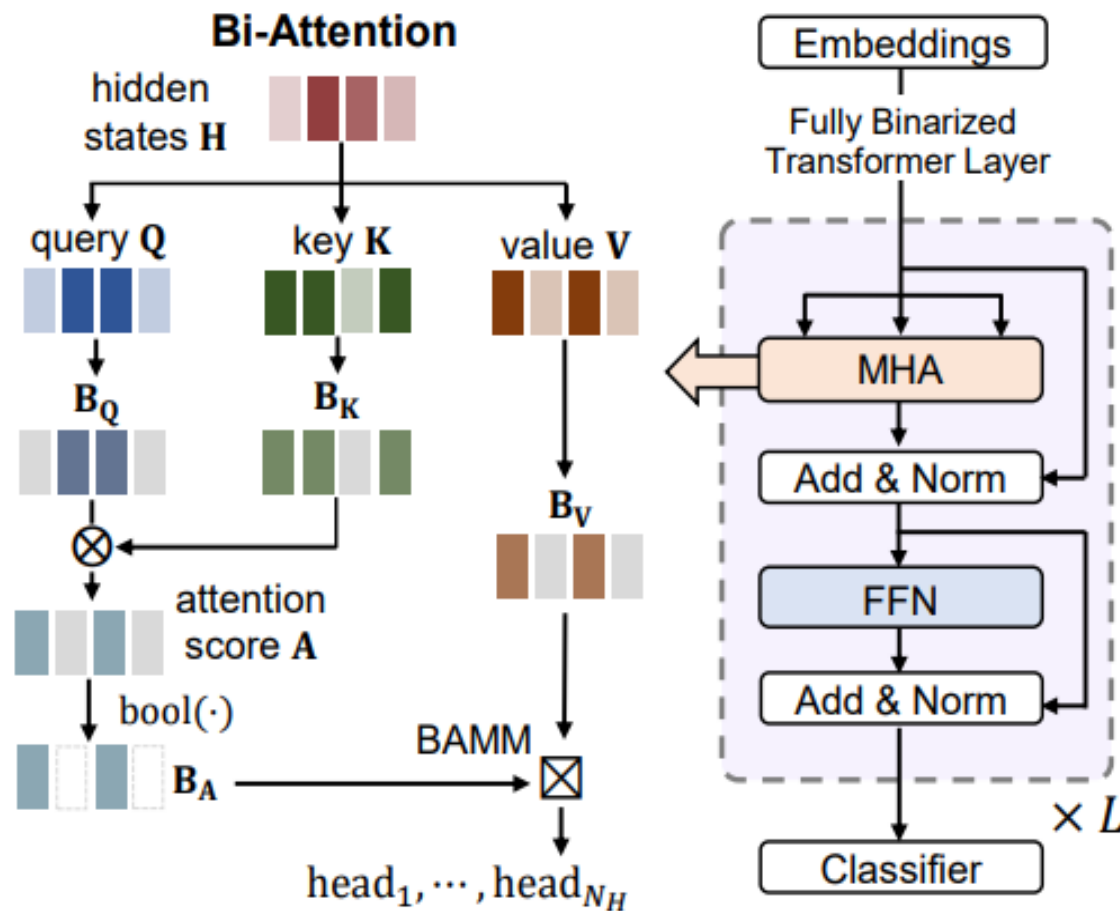 Bi-Attention
hidden
states H
query Q
key K
value V
B_Q
B_K
B_V
attention
score A
bool(·)
B_A
BAMM
head_1, ⋯, head_{N_H}
Embeddings
Fully Binarized
Transformer Layer
MHA
Add & Norm
FFN
Add & Norm
× L
Classifier